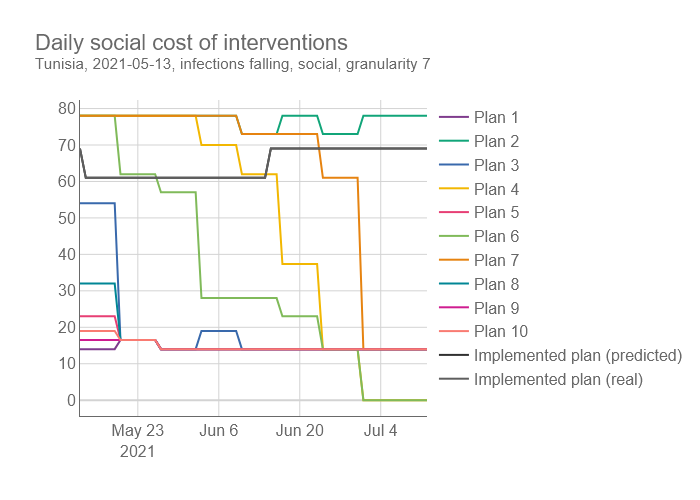 Daily social cost of interventions
Tunisia, 2021-05-13, infections falling, social, granularity 7
80
70
60
50
40
30
20
10
0
May 23
2021
Jun 6
Jun 20
Jul 4
Plan 1
Plan 2
Plan 3
Plan 4
Plan 5
Plan 6
Plan 7
Plan 8
Plan 9
Plan 10
Implemented plan (predicted)
Implemented plan (real)